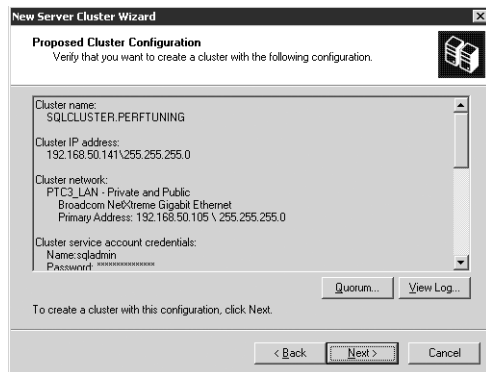 New Server Cluster Wizard
Proposed Cluster Configuration
Verify that you want to create a cluster with the following configuration.
Cluster name:
SQLCLUSTER.PERFTUNING
Cluster IP address:
192.168.50.141\255.255.255.0
Cluster network:
PTC3_LAN - Private and Public
Broadcom NetXtreme Gigabit Ethernet
Primary Address: 192.168.50.105 \ 255.255.255.0
Cluster service account credentials:
Name:sqladmin
Password: **************
Quorum... View Log...
To create a cluster with this configuration, click Next.
< Back Next > Cancel